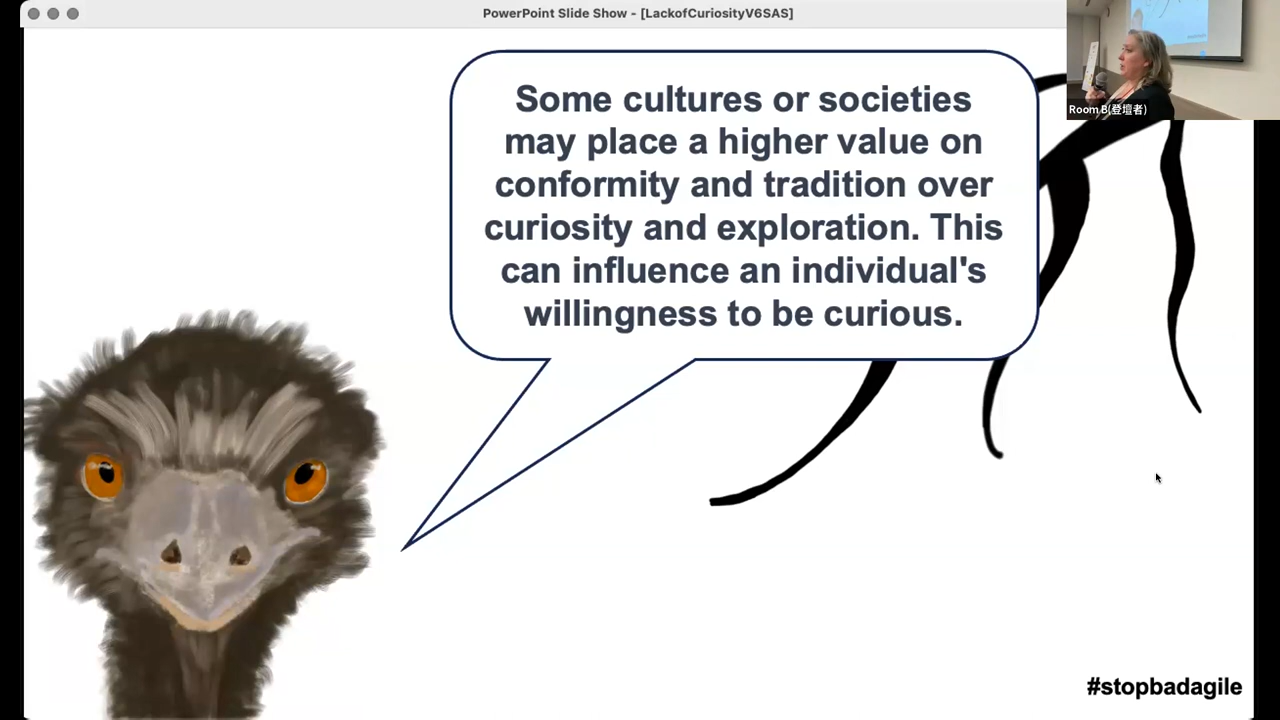 PowerPoint Slide Show - [LackofCuriosityV6SAS]
Room B(登壇者)
Some cultures or societies
may place a higher value on
conformity and tradition over
curiosity and exploration. This
can influence an individual's
willingness to be curious.
#stopbadagile